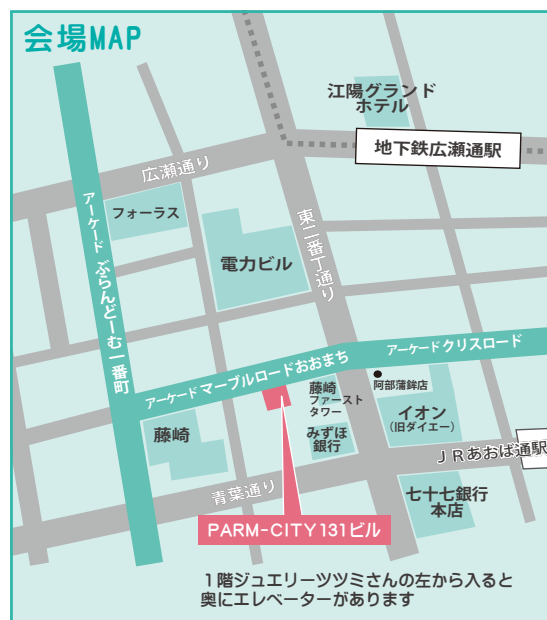 会場MAP
江陽グランド
ホテル
地下鉄広瀬通駅
広瀬通り
フォーラス
アーケード ぶらんどーむ一番町
電力ビル
東二番丁通り
アーケード クリスロード
アーケード マーブルロードおおまち
阿部蒲鉾店
藤崎
ファースト
タワー
イオン
(旧ダイエー)
藤崎
みずほ
銀行
JRあおば通駅
青葉通り
七十七銀行
本店
PARM-CITY131ビル
1階ジュエリーツツミさんの左から入ると
奥にエレベーターがあります